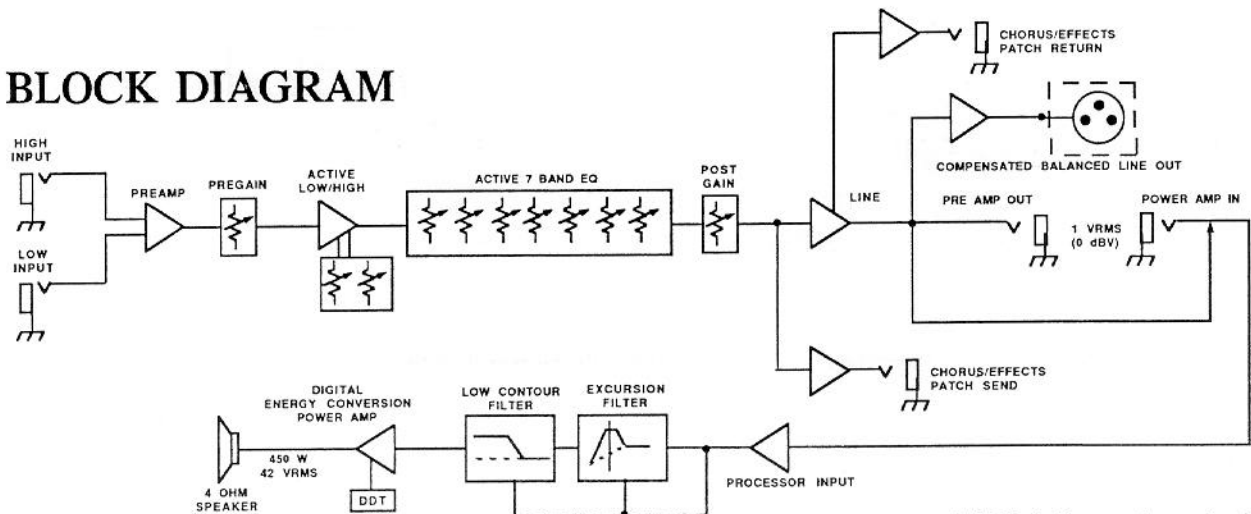 BLOCK DIAGRAM
HIGH
INPUT
LOW
INPUT
PREAMP
PREGAIN
ACTIVE
LOW/HIGH
ACTIVE 7 BAND EQ
POST
GAIN
LINE
CHORUS/EFFECTS
PATCH RETURN
COMPENSATED BALANCED LINE OUT
PRE AMP OUT
1 VRMS
(0 dBV)
POWER AMP IN
CHORUS/EFFECTS
PATCH SEND
PROCESSOR INPUT
EXCURSION
FILTER
LOW CONTOUR
FILTER
DIGITAL
ENERGY CONVERSION
POWER AMP
DDT
450 W
42 VRMS
4 OHM
SPEAKER